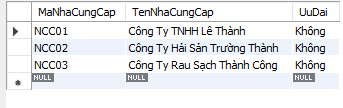 MaNhaCungCap TenNhaCungCap UuDai
NCC01 Công Ty TNHH Lê Thành Không
NCC02 Công Ty Hải Sản Trường Thành Không
NCC03 Công Ty Rau Sạch Thành Công Không
NULL NULL NULL